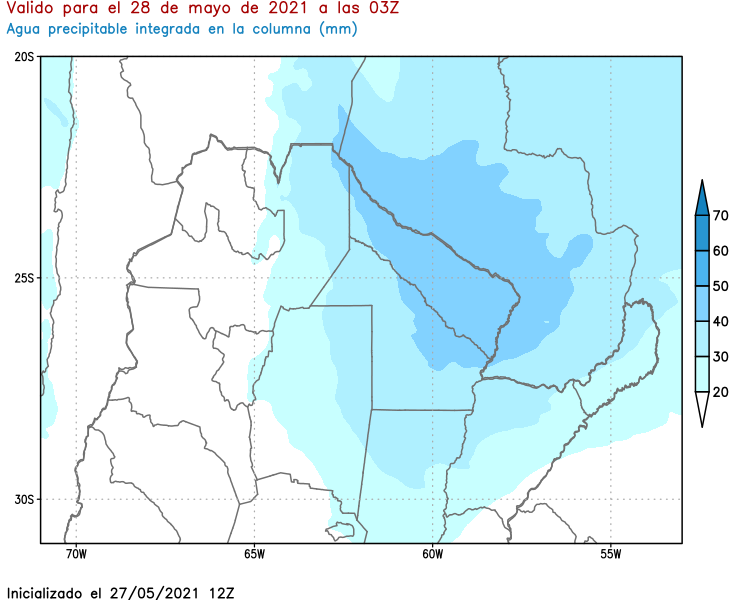 Valido para el 28 de mayo de 2021 a las 03Z
Agua precipitable integrada en la columna (mm)
20S
25S
30S
70W
65W
60W
55W
70
60
50
40
30
20
Inicializado el 27/05/2021 12Z